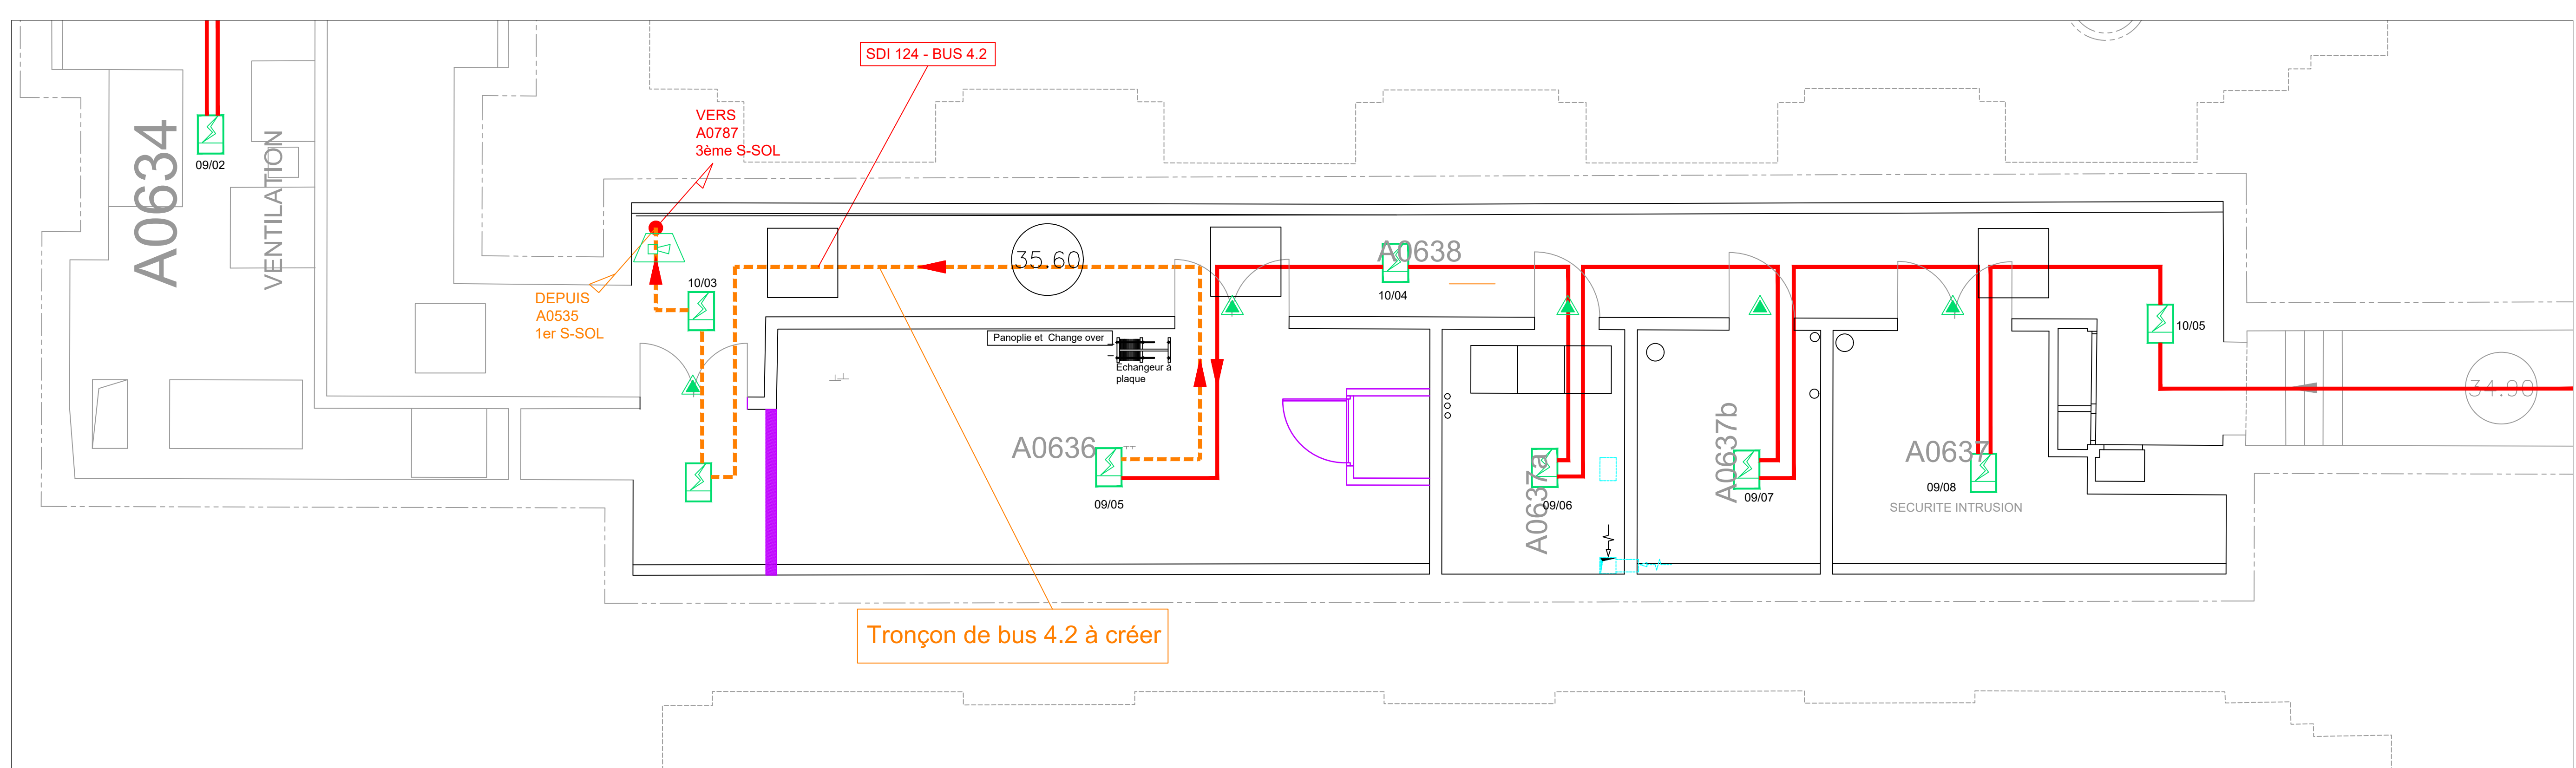 SDI 124 - BUS 4.2
VERS
A0787
3ème S-SOL
A0634
09/02
VENTILATION
DEPUIS
A0535
1er S-SOL
10/03
35.60
A0638
10/04
10/05
34.90
Panoplie et  Change over
Echangeur à
plaque
A0636
09/05
A0637a
09/06
A0637b
09/07
A0637
09/08
SECURITE INTRUSION
Tronçon de bus 4.2 à créer